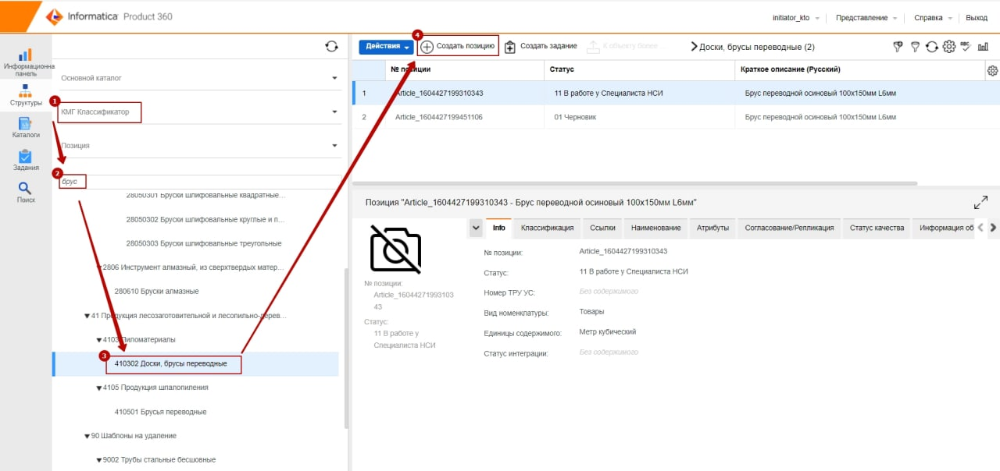 Informatica Product 360
initiator_kto
Представление
Справка
Выход
Информационна
панель
Структуры
Каталоги
Задания
Поиск
Основной каталог
1
КМГ Классификатор
Позиция
2
брус
28050301 Бруски шлифовальные квадратные...
28050302 Бруски шлифовальные круглые и п...
28050303 Бруски шлифовальные треугольные
2806 Инструмент алмазный, из сверхтвердых матер...
280610 Бруски алмазные
41 Продукция лесозаготовительной и лесопильно-дерев...
4103 Пиломатериалы
3
410302 Доски, брусы переводные
4105 Продукция шпалопиления
410501 Брусья переводные
90 Шаблоны на удаление
9002 Трубы стальные бесшовные
Действия
4
Создать позицию
Создать задание
К объекту более ...
Доски, брусы переводные (2)
ABC
№ позиции
Статус
Краткое описание (Русский)
1
Article_1604427199310343
11 В работе у Специалиста НСИ
Брус переводной осиновый 100х150мм L6мм
2
Article_1604427199451106
01 Черновик
Брус переводной осиновый 100х150мм L6мм
Позиция "Article_1604427199310343 - Брус переводной осиновый 100х150мм L6мм"
Info
Классификация
Ссылки
Наименование
Атрибуты
Согласование/Репликация
Статус качества
Информация об
№ позиции:
Article_16044271993103
43
Статус:
11 В работе у
Специалиста НСИ
№ позиции:
Article_1604427199310343
Статус:
11 В работе у Специалиста НСИ
Номер ТРУ УС:
Без содержимого
Вид номенклатуры:
Товары
Единицы содержимого:
Метр кубический
Статус интеграции:
Без содержимого